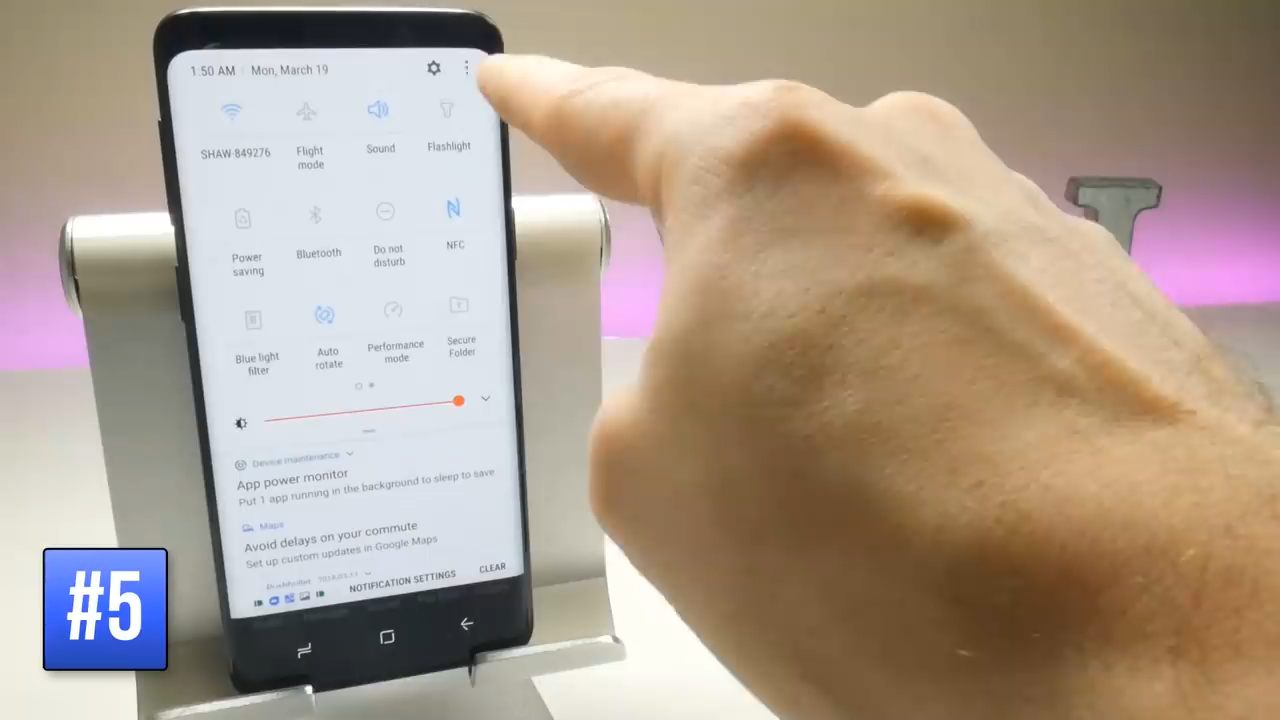 1:50 AM | Mon, March 19
SHAW-849276
Flight mode
Sound
Flashlight
Power saving
Bluetooth
Do not disturb
NFC
Blue light filter
Auto rotate
Performance mode
Secure Folder
Device maintenance
App power monitor
Put 1 app running in the background to sleep to save
Maps
Avoid delays on your commute
Set up custom updates in Google Maps
NOTIFICATION SETTINGS CLEAR
#5